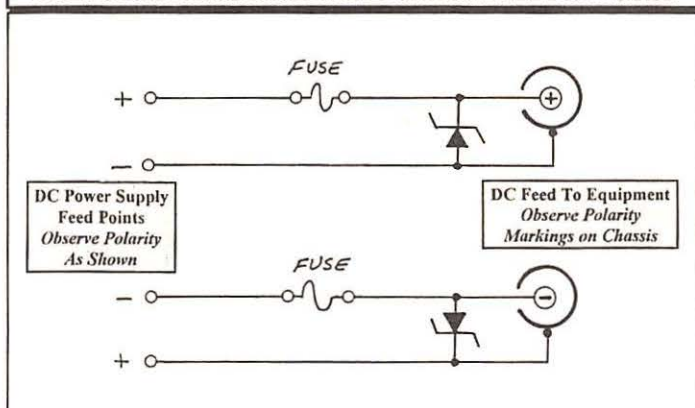 FUSE
+
+
−
DC Power Supply
Feed Points
Observe Polarity
As Shown
DC Feed To Equipment
Observe Polarity
Markings on Chassis
FUSE
−
−
+